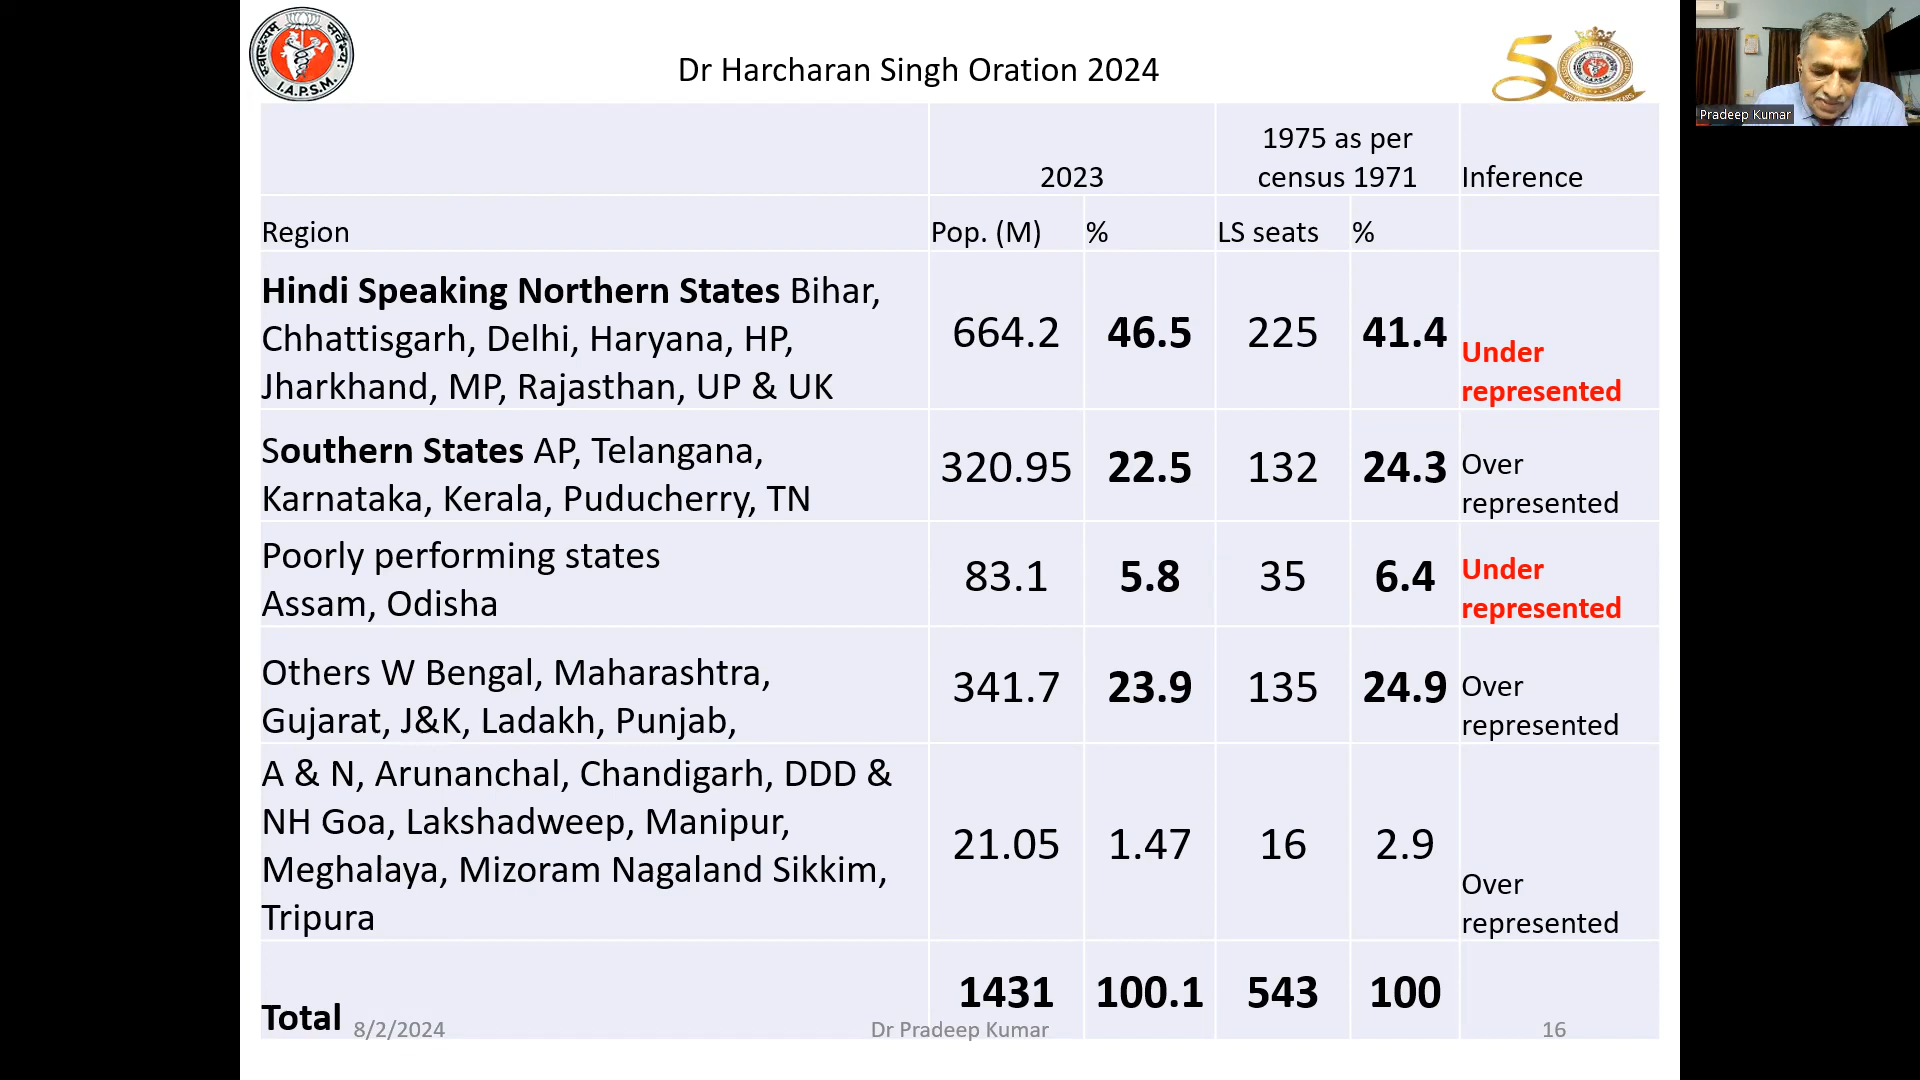 स्वास्थ्यम् सर्वेभ्यः
I.A.P.S.M.
Dr Harcharan Singh Oration 2024
50
I.A.P.S.M.
Pradeep Kumar
2023
1975 as per
census 1971
Inference
Region
Pop. (M)
%
LS seats
%
Hindi Speaking Northern States Bihar,
Chhattisgarh, Delhi, Haryana, HP,
Jharkhand, MP, Rajasthan, UP & UK
664.2
46.5
225
41.4
Under
represented
Southern States AP, Telangana,
Karnataka, Kerala, Puducherry, TN
320.95
22.5
132
24.3
Over
represented
Poorly performing states
Assam, Odisha
83.1
5.8
35
6.4
Under
represented
Others W Bengal, Maharashtra,
Gujarat, J&K, Ladakh, Punjab,
341.7
23.9
135
24.9
Over
represented
A & N, Arunanchal, Chandigarh, DDD &
NH Goa, Lakshadweep, Manipur,
Meghalaya, Mizoram Nagaland Sikkim,
Tripura
21.05
1.47
16
2.9
Over
represented
Total
1431
100.1
543
100
8/2/2024
Dr Pradeep Kumar
16